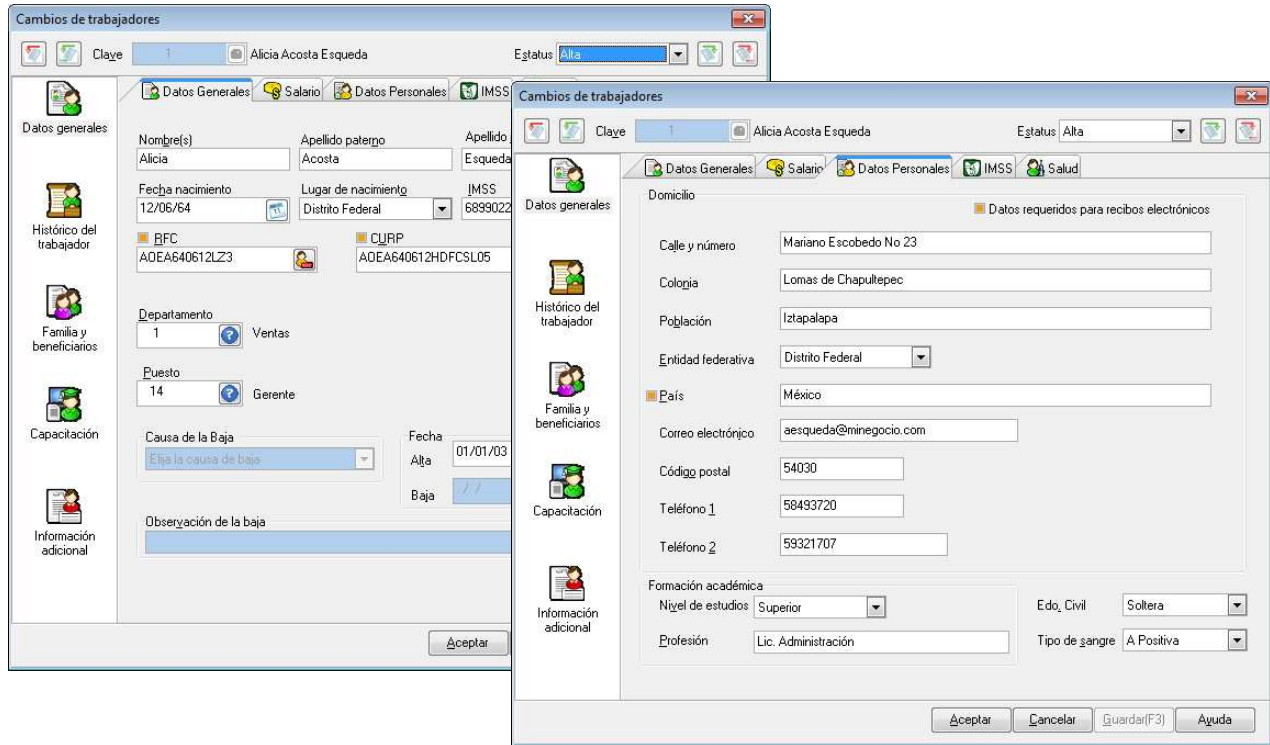 Cambios de trabajadores
Clave 1 Alicia Acosta Esqueda Estatus Alta
Datos generales
Histórico del
trabajador
Familia y
beneficiarios
Capacitación
Información
adicional
Datos Generales Salario Datos Personales IMSS
Nombre(s) Apellido paterno Apellido
Alicia Acosta Esqueda
Fecha nacimiento Lugar de nacimiento IMSS
12/06/64 Distrito Federal 6899022
RFC CURP
AOEA640612LZ3 AOEA640612HDFCSL05
Departamento
1 Ventas
Puesto
14 Gerente
Causa de la Baja Fecha
Elija la causa de baja Alta 01/01/03
Baja / /
Observación de la baja
Aceptar
Cambios de trabajadores
Clave 1 Alicia Acosta Esqueda Estatus Alta
Datos generales
Histórico del
trabajador
Familia y
beneficiarios
Capacitación
Información
adicional
Datos Generales Salario Datos Personales IMSS Salud
Domicilio
Datos requeridos para recibos electrónicos
Calle y número Mariano Escobedo No 23
Colonia Lomas de Chapultepec
Población Iztapalapa
Entidad federativa Distrito Federal
País México
Correo electrónico aesqueda@minegocio.com
Código postal 54030
Teléfono 1 58493720
Teléfono 2 59321707
Formación académica
Nivel de estudios Superior Edo. Civil Soltera
Profesión Lic. Administración Tipo de sangre A Positiva
Aceptar Cancelar Guardar(F3) Ayuda